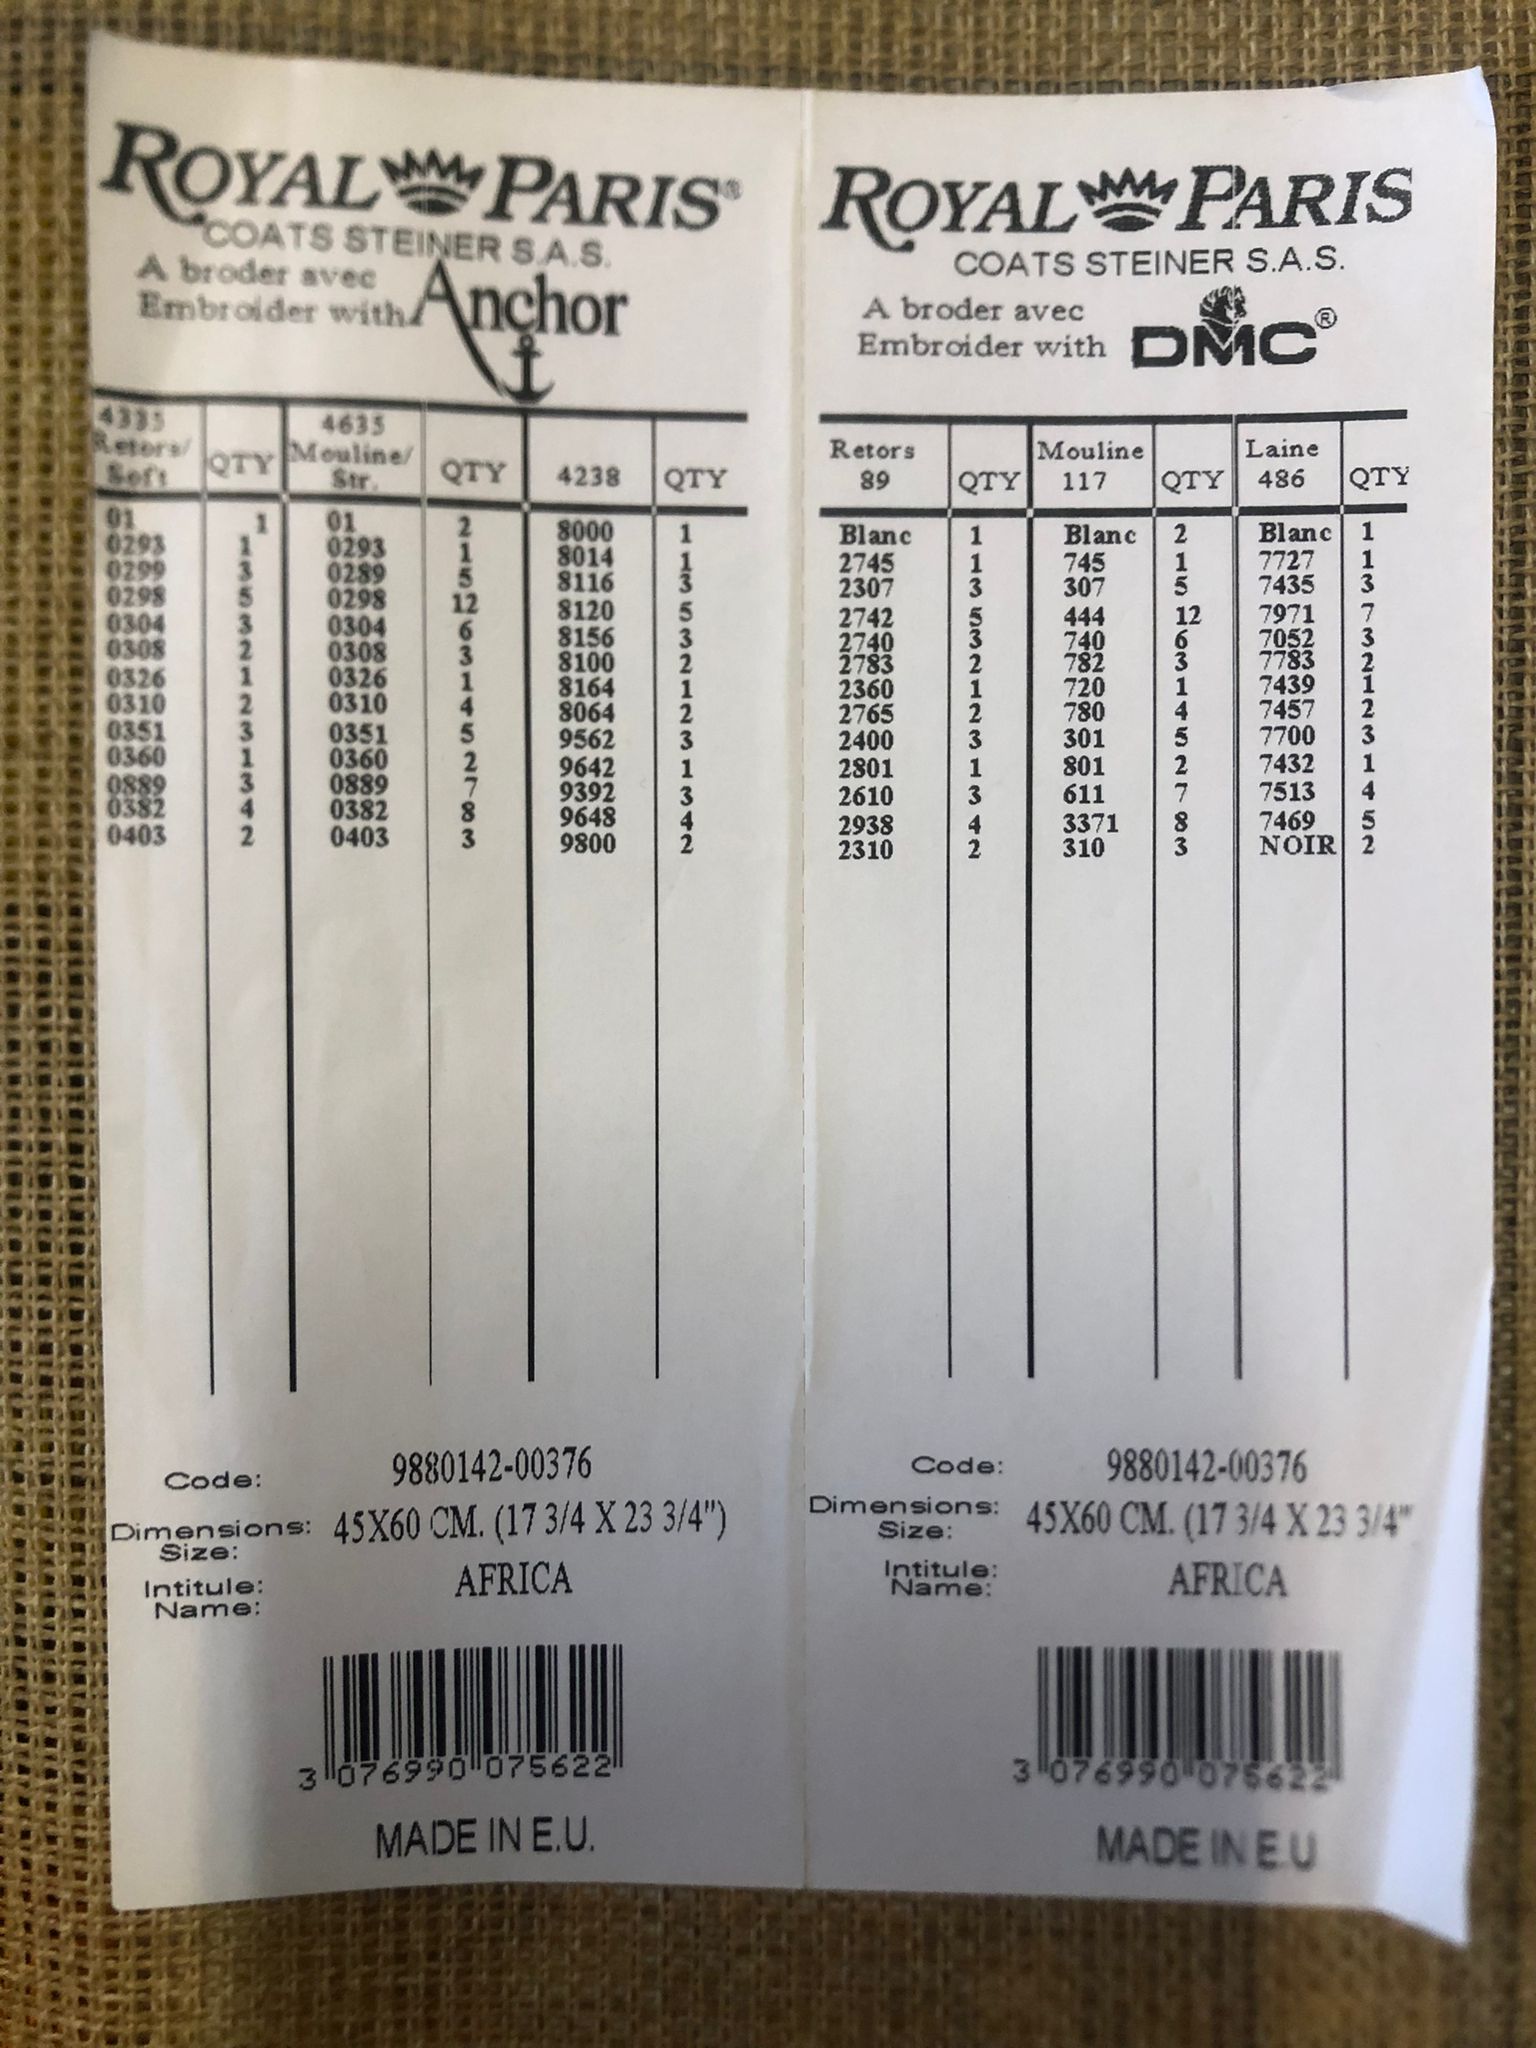 ROYAL PARIS®
COATS STEINER S.A.S.
A broder avec
Embroider with Anchor
4335 Retors/ Soft QTY 4635 Mouline/ Str. QTY 4238 QTY
01 1 01 2 8000 1
0293 1 0293 1 8014 1
0299 3 0289 5 8116 3
0298 5 0298 12 8120 5
0304 3 0304 6 8156 3
0308 2 0308 3 8100 2
0326 1 0326 1 8164 1
0310 2 0310 4 8064 2
0351 3 0351 5 9562 3
0360 1 0360 2 9642 1
0889 3 0889 7 9392 3
0382 4 0382 8 9648 4
0403 2 0403 3 9800 2
Code: 9880142-00376
Dimensions: Size: 45X60 CM. (17 3/4 X 23 3/4")
Intitule: Name: AFRICA
3 076990 075622
MADE IN E.U.
ROYAL PARIS
COATS STEINER S.A.S.
A broder avec
Embroider with DMC®
Retors 89 QTY Mouline 117 QTY Laine 486 QTY
Blanc 1 Blanc 2 Blanc 1
2745 1 745 1 7727 1
2307 3 307 5 7435 3
2742 5 444 12 7971 7
2740 3 740 6 7052 3
2783 2 782 3 7783 2
2360 1 720 1 7439 1
2765 2 780 4 7457 2
2400 3 301 5 7700 3
2801 1 801 2 7432 1
2610 3 611 7 7513 4
2938 4 3371 8 7469 5
2310 2 310 3 NOIR 2
Code: 9880142-00376
Dimensions: Size: 45X60 CM. (17 3/4 X 23 3/4"
Intitule: Name: AFRICA
3 076990 075622
MADE IN E.U